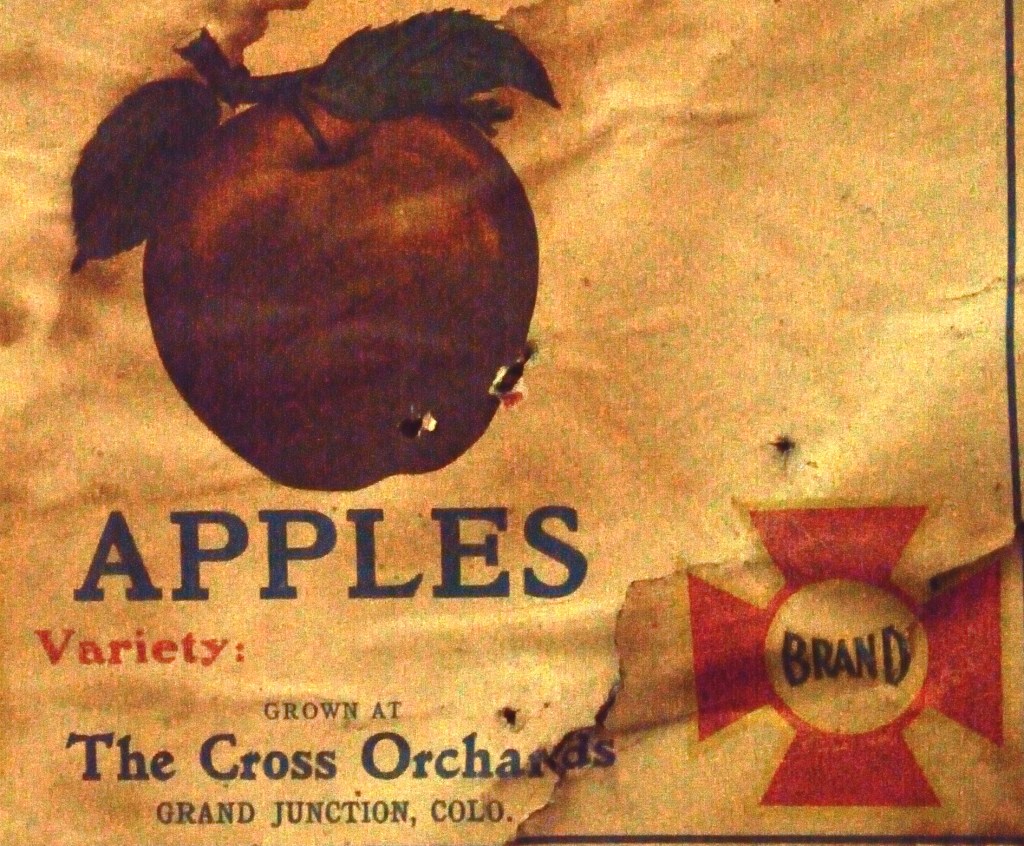 APPLES
Variety:
GROWN AT
The Cross Orchards
GRAND JUNCTION, COLO.
BRAND